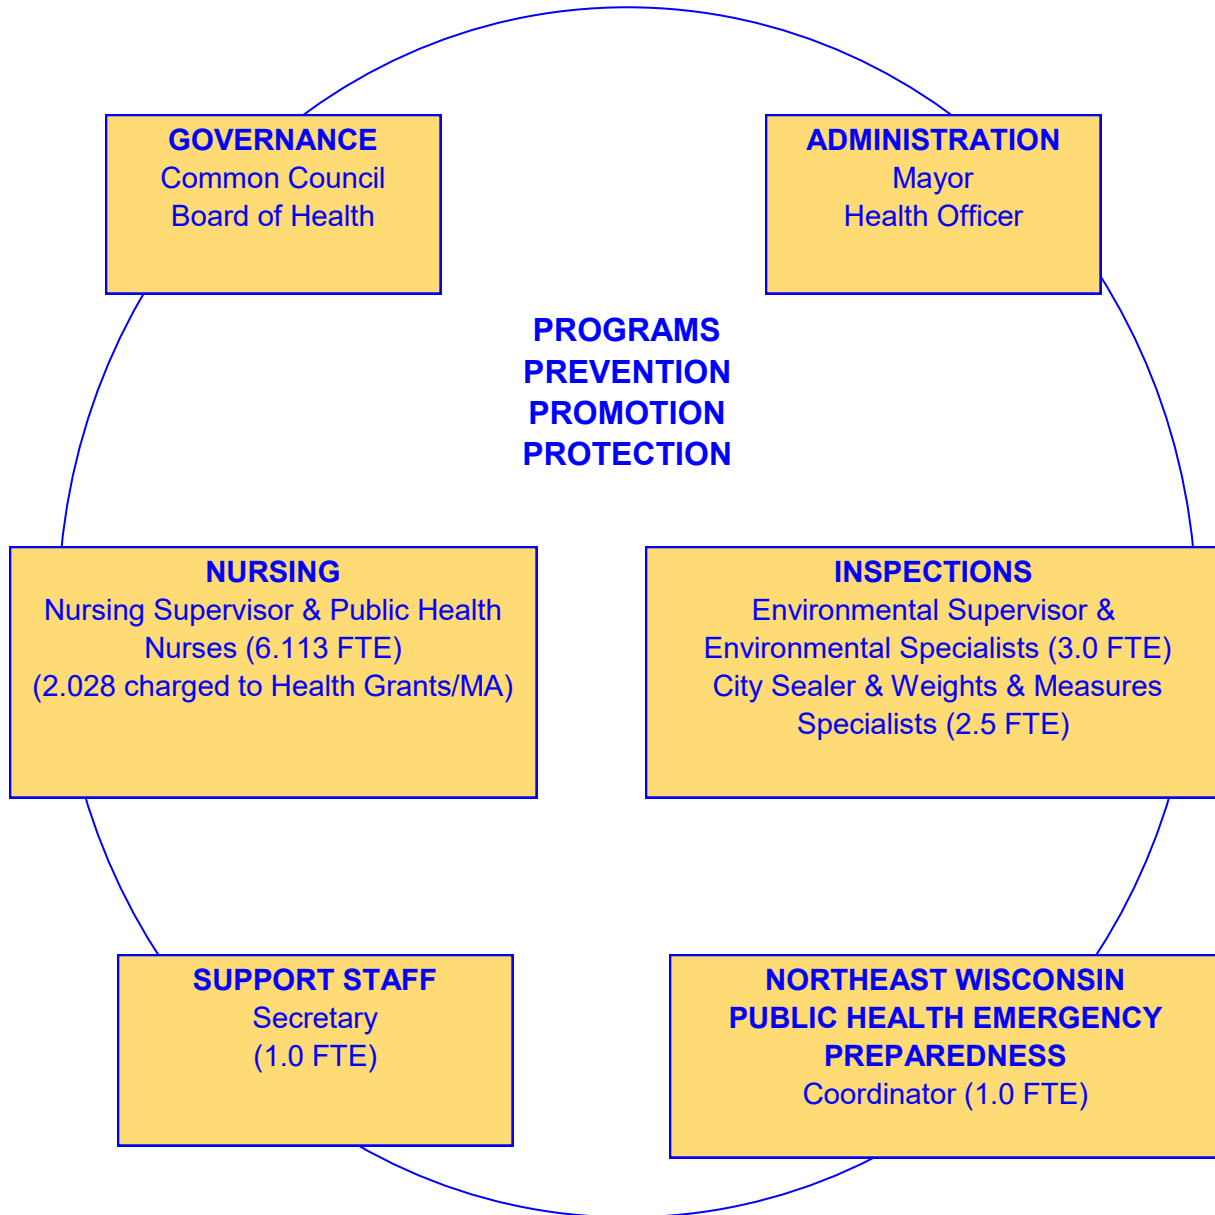 GOVERNANCE
Common Council
Board of Health
ADMINISTRATION
Mayor
Health Officer
PROGRAMS
PREVENTION
PROMOTION
PROTECTION
NURSING
Nursing Supervisor & Public Health
Nurses (6.113 FTE)
(2.028 charged to Health Grants/MA)
INSPECTIONS
Environmental Supervisor &
Environmental Specialists (3.0 FTE)
City Sealer & Weights & Measures
Specialists (2.5 FTE)
SUPPORT STAFF
Secretary
(1.0 FTE)
NORTHEAST WISCONSIN
PUBLIC HEALTH EMERGENCY
PREPAREDNESS
Coordinator (1.0 FTE)